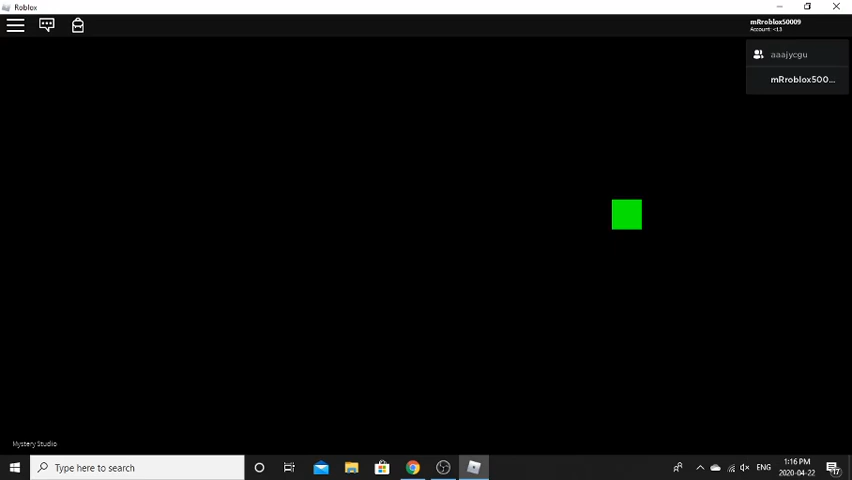 Roblox
mRroblox50009
Account: <13
aaajycgu
mRroblox500...
Mystery Studio
Type here to search
ENG
1:16 PM
2020-04-22
17